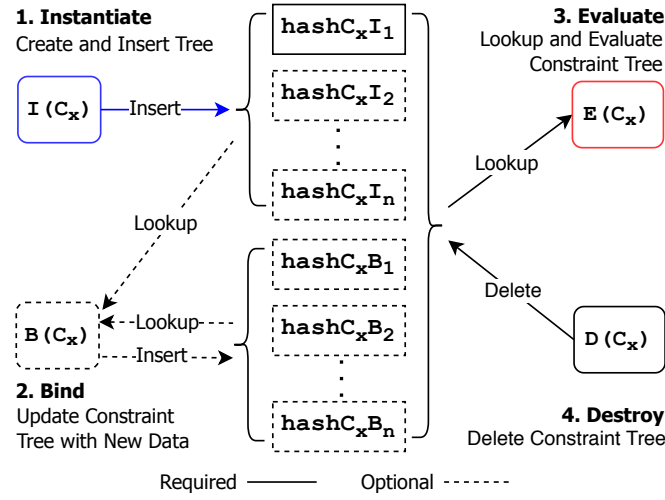 1. Instantiate
Create and Insert Tree
I(Cx)
Insert
hashCxI1
hashCxI2
hashCxIn
3. Evaluate
Lookup and Evaluate
Constraint Tree
E(Cx)
Lookup
Lookup
hashCxB1
hashCxB2
hashCxBn
B(Cx)
Lookup
Insert
2. Bind
Update Constraint
Tree with New Data
Delete
D(Cx)
4. Destroy
Delete Constraint Tree
Required
Optional